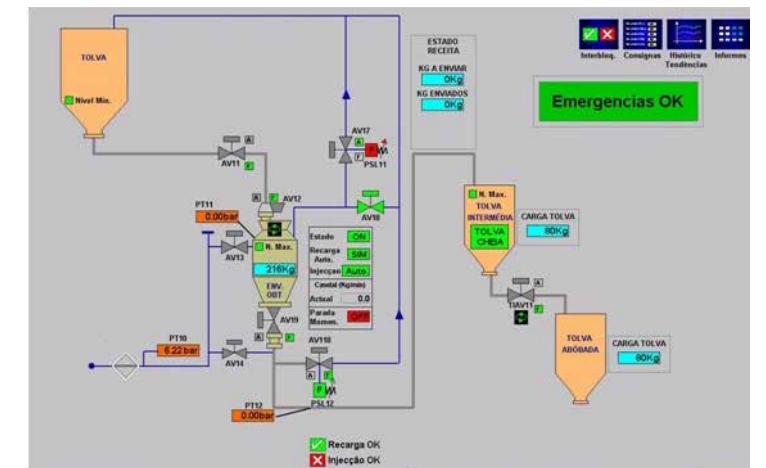 TOLVA
Nivel Min.
AV11
A
F
ESTADO
RECEITA
KG A ENVIAR
0Kg
KG ENVIADOS
0Kg
Interbloq.
Consignas
Histórico
Tendências
Informes
Emergencias OK
AV17
A
F
P
PSL11
A
F
AV12
PT11
0.00bar
AV18
N. Max.
216Kg
ENV.
OBT
AV13
Estado
ON
Recarga
Auto.
SIM
Injecçao
Auto
Caudal (Kg/min)
Actual
0.0
Parada
Momen.
OFF
N. Max.
TOLVA
INTERMÉDIA
TOLVA
CHEIA
CARGA TOLVA
80Kg
A
F
TIAV11
TOLVA
ABÓBADA
CARGA TOLVA
80Kg
AV19
A
F
PT10
6.22 bar
AV14
AV118
A
F
P
PSL12
PT12
0.00bar
Recarga OK
Injecção OK